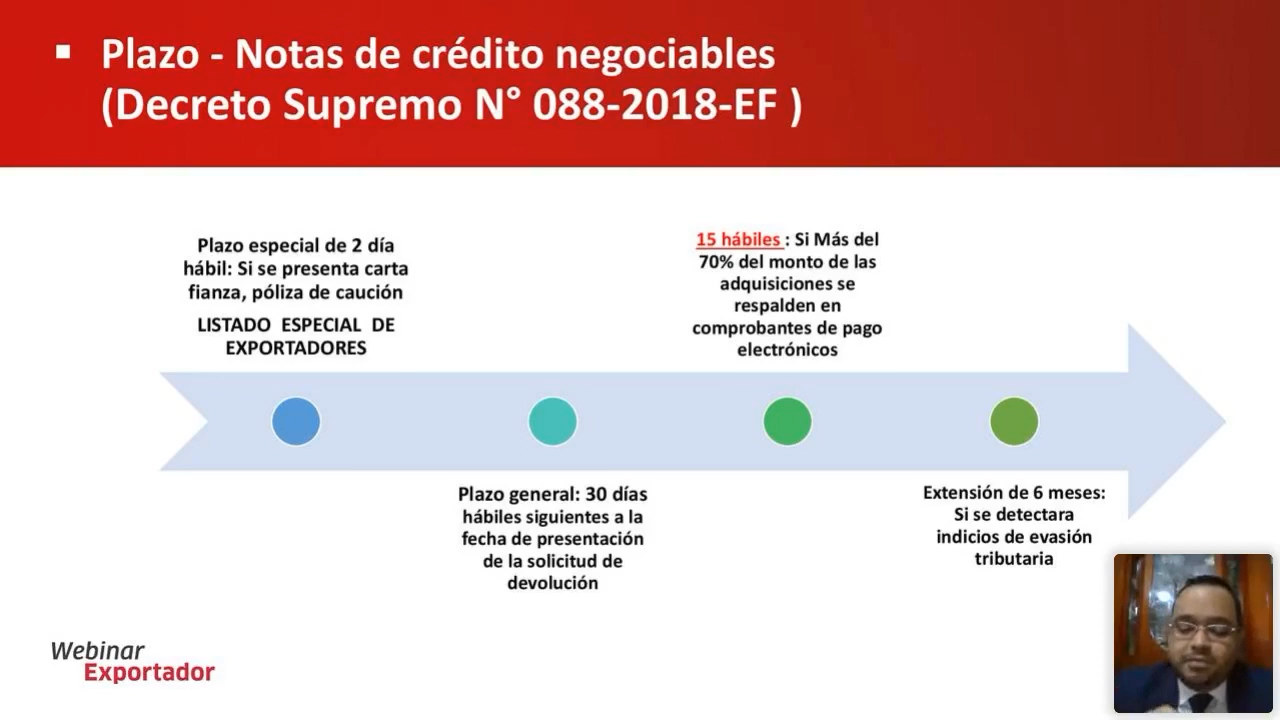 ▪ Plazo - Notas de crédito negociables
(Decreto Supremo N° 088-2018-EF )
Plazo especial de 2 día
hábil: Si se presenta carta
fianza, póliza de caución
LISTADO ESPECIAL DE
EXPORTADORES
Plazo general: 30 días
hábiles siguientes a la
fecha de presentación
de la solicitud de
devolución
15 hábiles : Si Más del
70% del monto de las
adquisiciones se
respalden en
comprobantes de pago
electrónicos
Extensión de 6 meses:
Si se detectara
indicios de evasión
tributaria
Webinar
Exportador